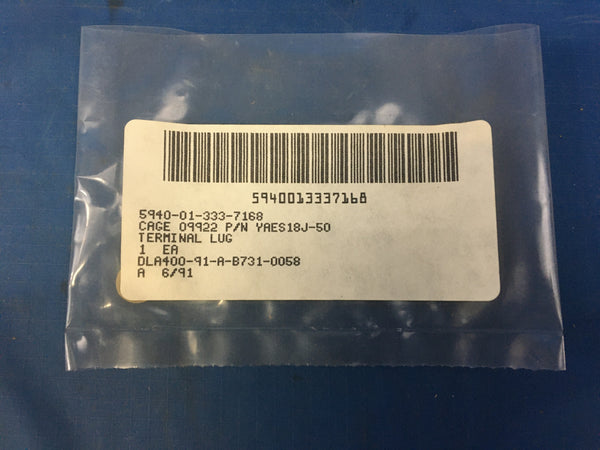 5940013337168
5940-01-333-7168
CAGE 09922 P/N YAES18J-50
TERMINAL LUG
1 EA
DLA400-91-A-B731-0058
A 6/91